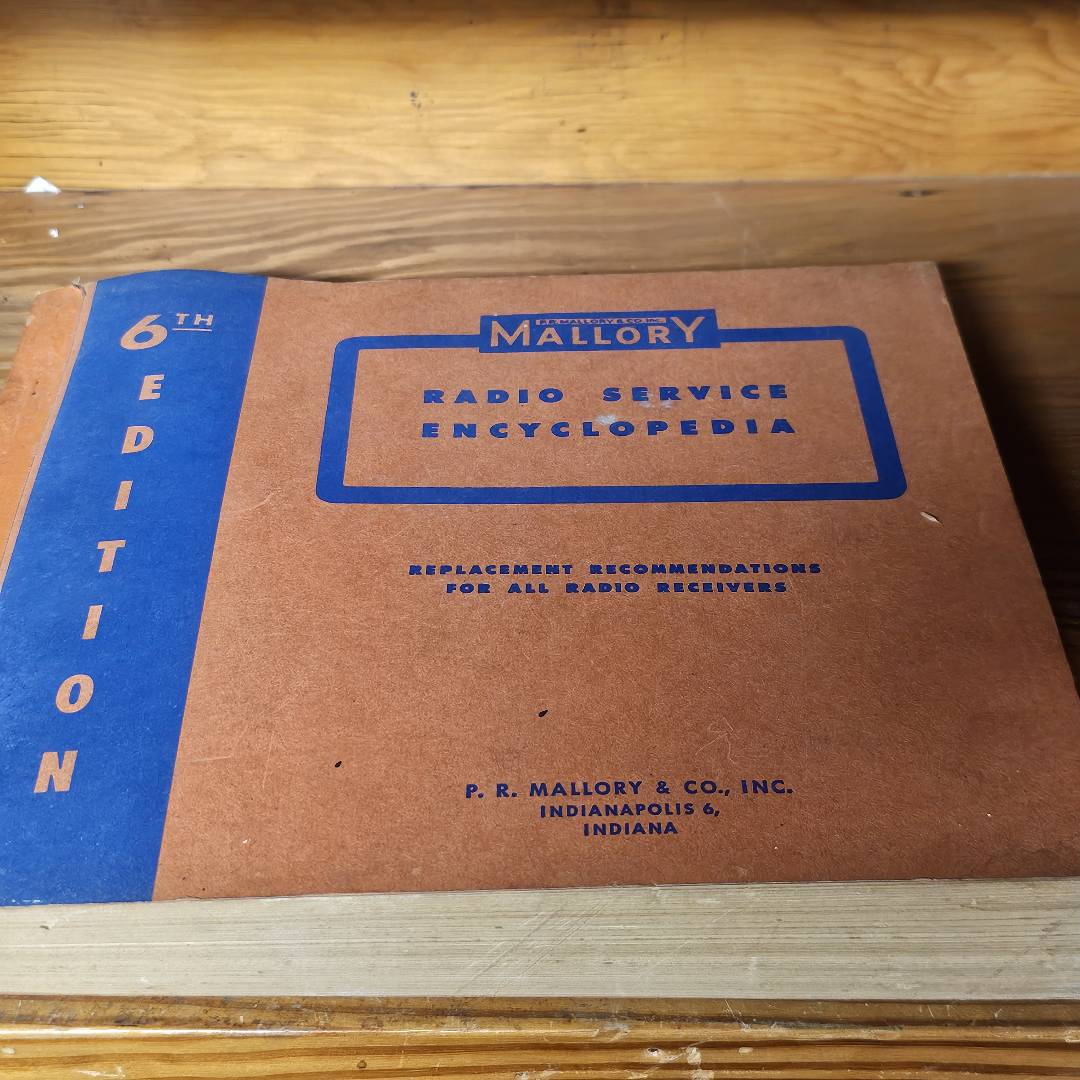 6TH
EDITION
P.R. MALLORY & CO. INC.
MALLORY
RADIO SERVICE
ENCYCLOPEDIA
REPLACEMENT RECOMMENDATIONS
FOR ALL RADIO RECEIVERS
P. R. MALLORY & CO., INC.
INDIANAPOLIS 6,
INDIANA